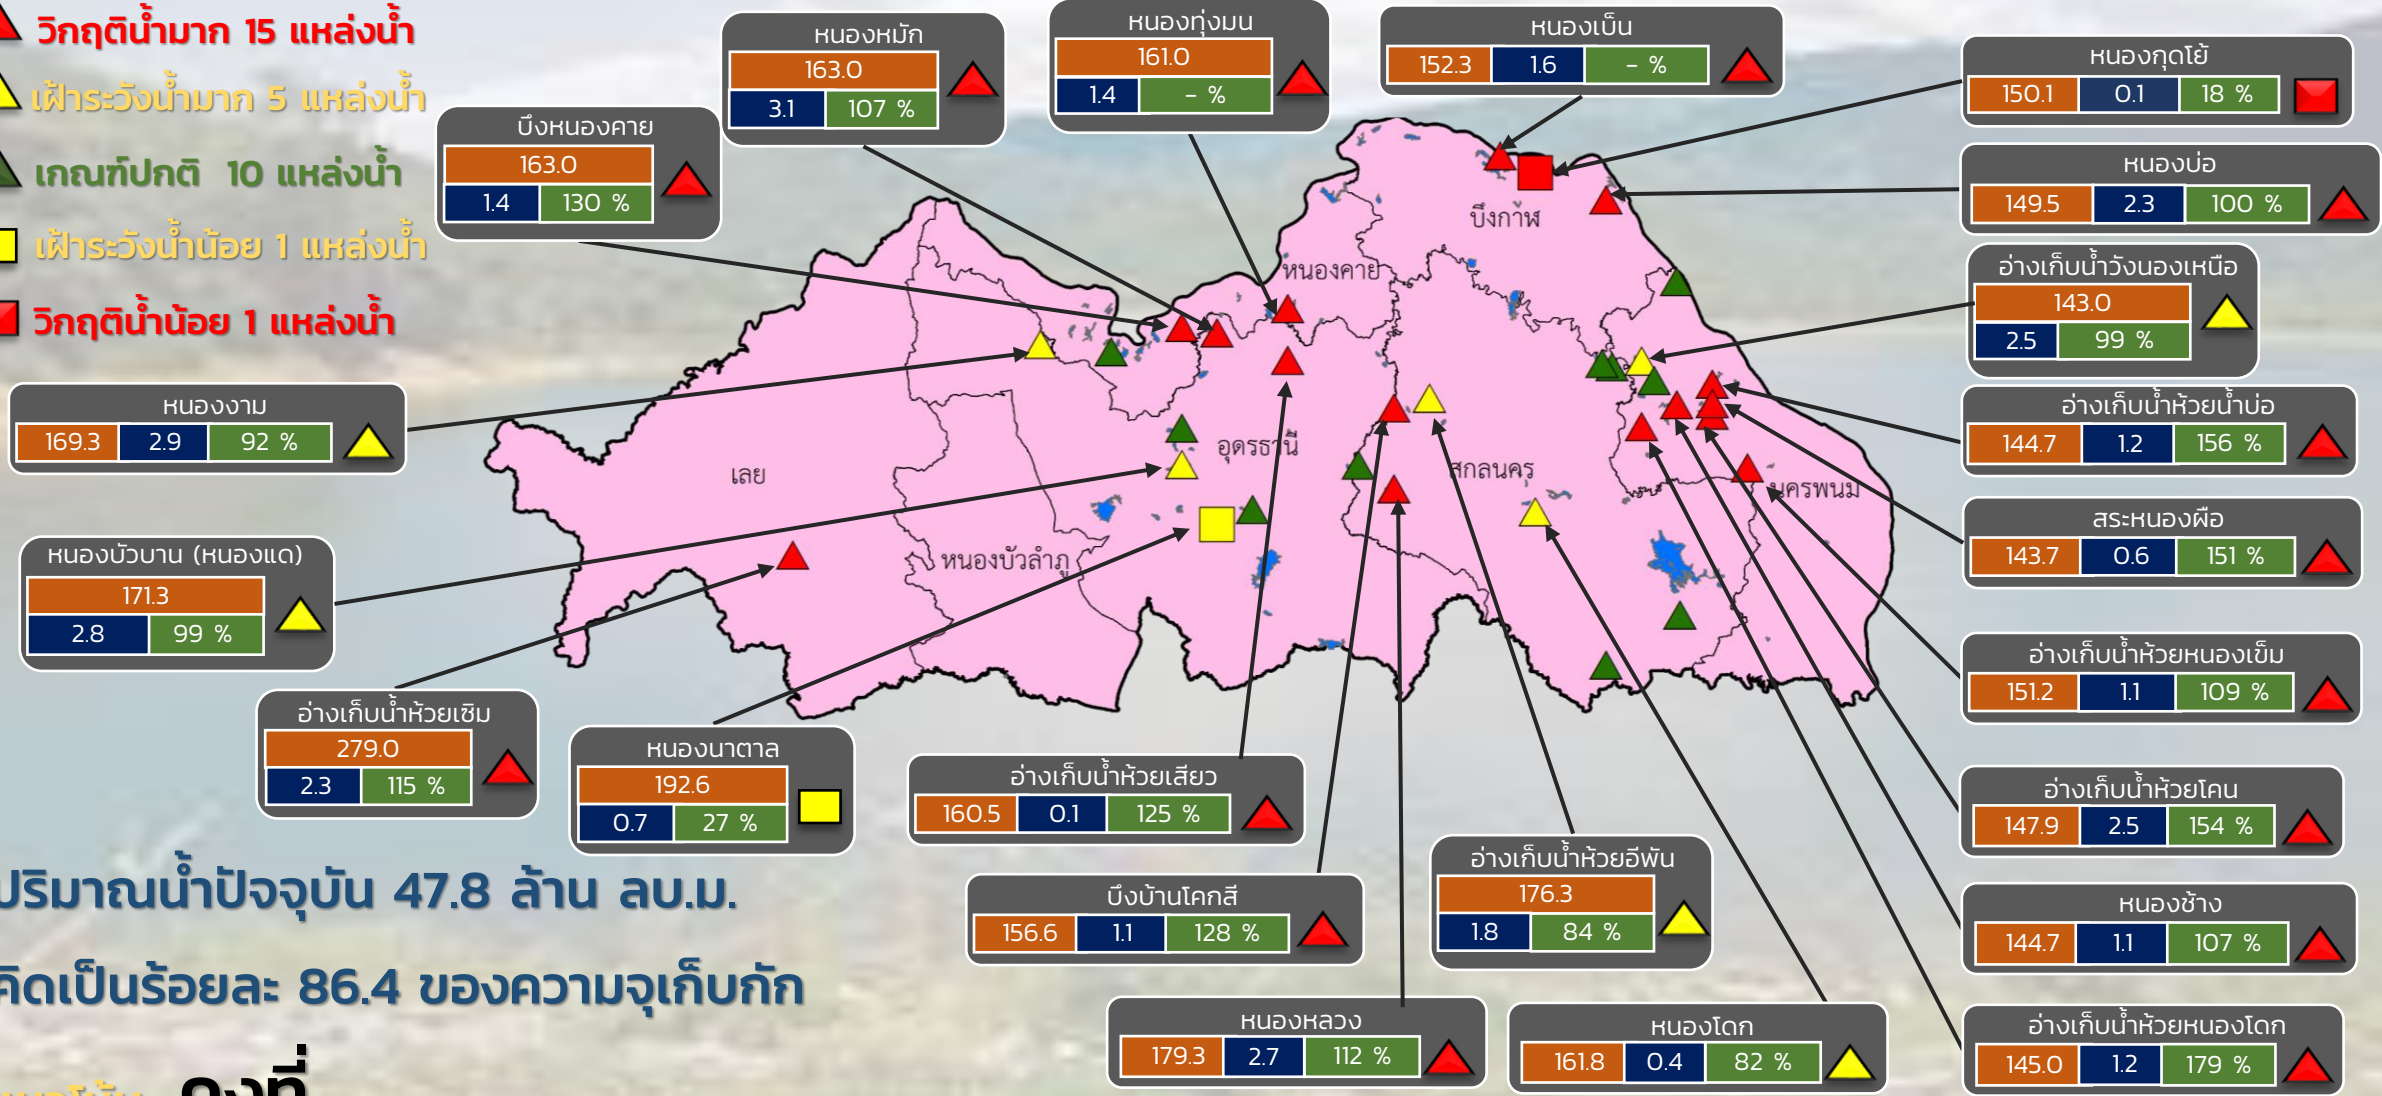 วิกฤติน้ำมาก 15 แหล่งน้ำ
เฝ้าระวังน้ำมาก 5 แหล่งน้ำ
เกณฑ์ปกติ 10 แหล่งน้ำ
เฝ้าระวังน้ำน้อย 1 แหล่งน้ำ
วิกฤติน้ำน้อย 1 แหล่งน้ำ
หนองหมัก
163.0
3.1 107 %
หนองทุ่งมน
161.0
1.4 - %
หนองเบ็น
152.3 1.6 - %
หนองกุดโย้
150.1 0.1 18 %
บึงหนองคาย
163.0
1.4 130 %
หนองบ่อ
149.5 2.3 100 %
อ่างเก็บน้ำวังนองเหนือ
143.0
2.5 99 %
หนองงาม
169.3 2.9 92 %
อ่างเก็บน้ำห้วยน้ำบ่อ
144.7 1.2 156 %
สระหนองผือ
143.7 0.6 151 %
หนองบัวบาน (หนองแด)
171.3
2.8 99 %
อ่างเก็บน้ำห้วยหนองเข็ม
151.2 1.1 109 %
อ่างเก็บน้ำห้วยเซิม
279.0
2.3 115 %
หนองนาตาล
192.6
0.7 27 %
อ่างเก็บน้ำห้วยเสียว
160.5 0.1 125 %
อ่างเก็บน้ำห้วยโคน
147.9 2.5 154 %
บึงบ้านโคกสี
156.6 1.1 128 %
อ่างเก็บน้ำห้วยอีพัน
176.3
1.8 84 %
หนองช้าง
144.7 1.1 107 %
หนองหลวง
179.3 2.7 112 %
หนองโดก
161.8 0.4 82 %
อ่างเก็บน้ำห้วยหนองโดก
145.0 1.2 179 %
บึงกาฬ
หนองคาย
อุดรธานี
เลย
สกลนคร
นครพนม
หนองบัวลำภู
ปริมาณน้ำปัจจุบัน 47.8 ล้าน ลบ.ม.
คิดเป็นร้อยละ 86.4 ของความจุเก็บกัก
คงที่